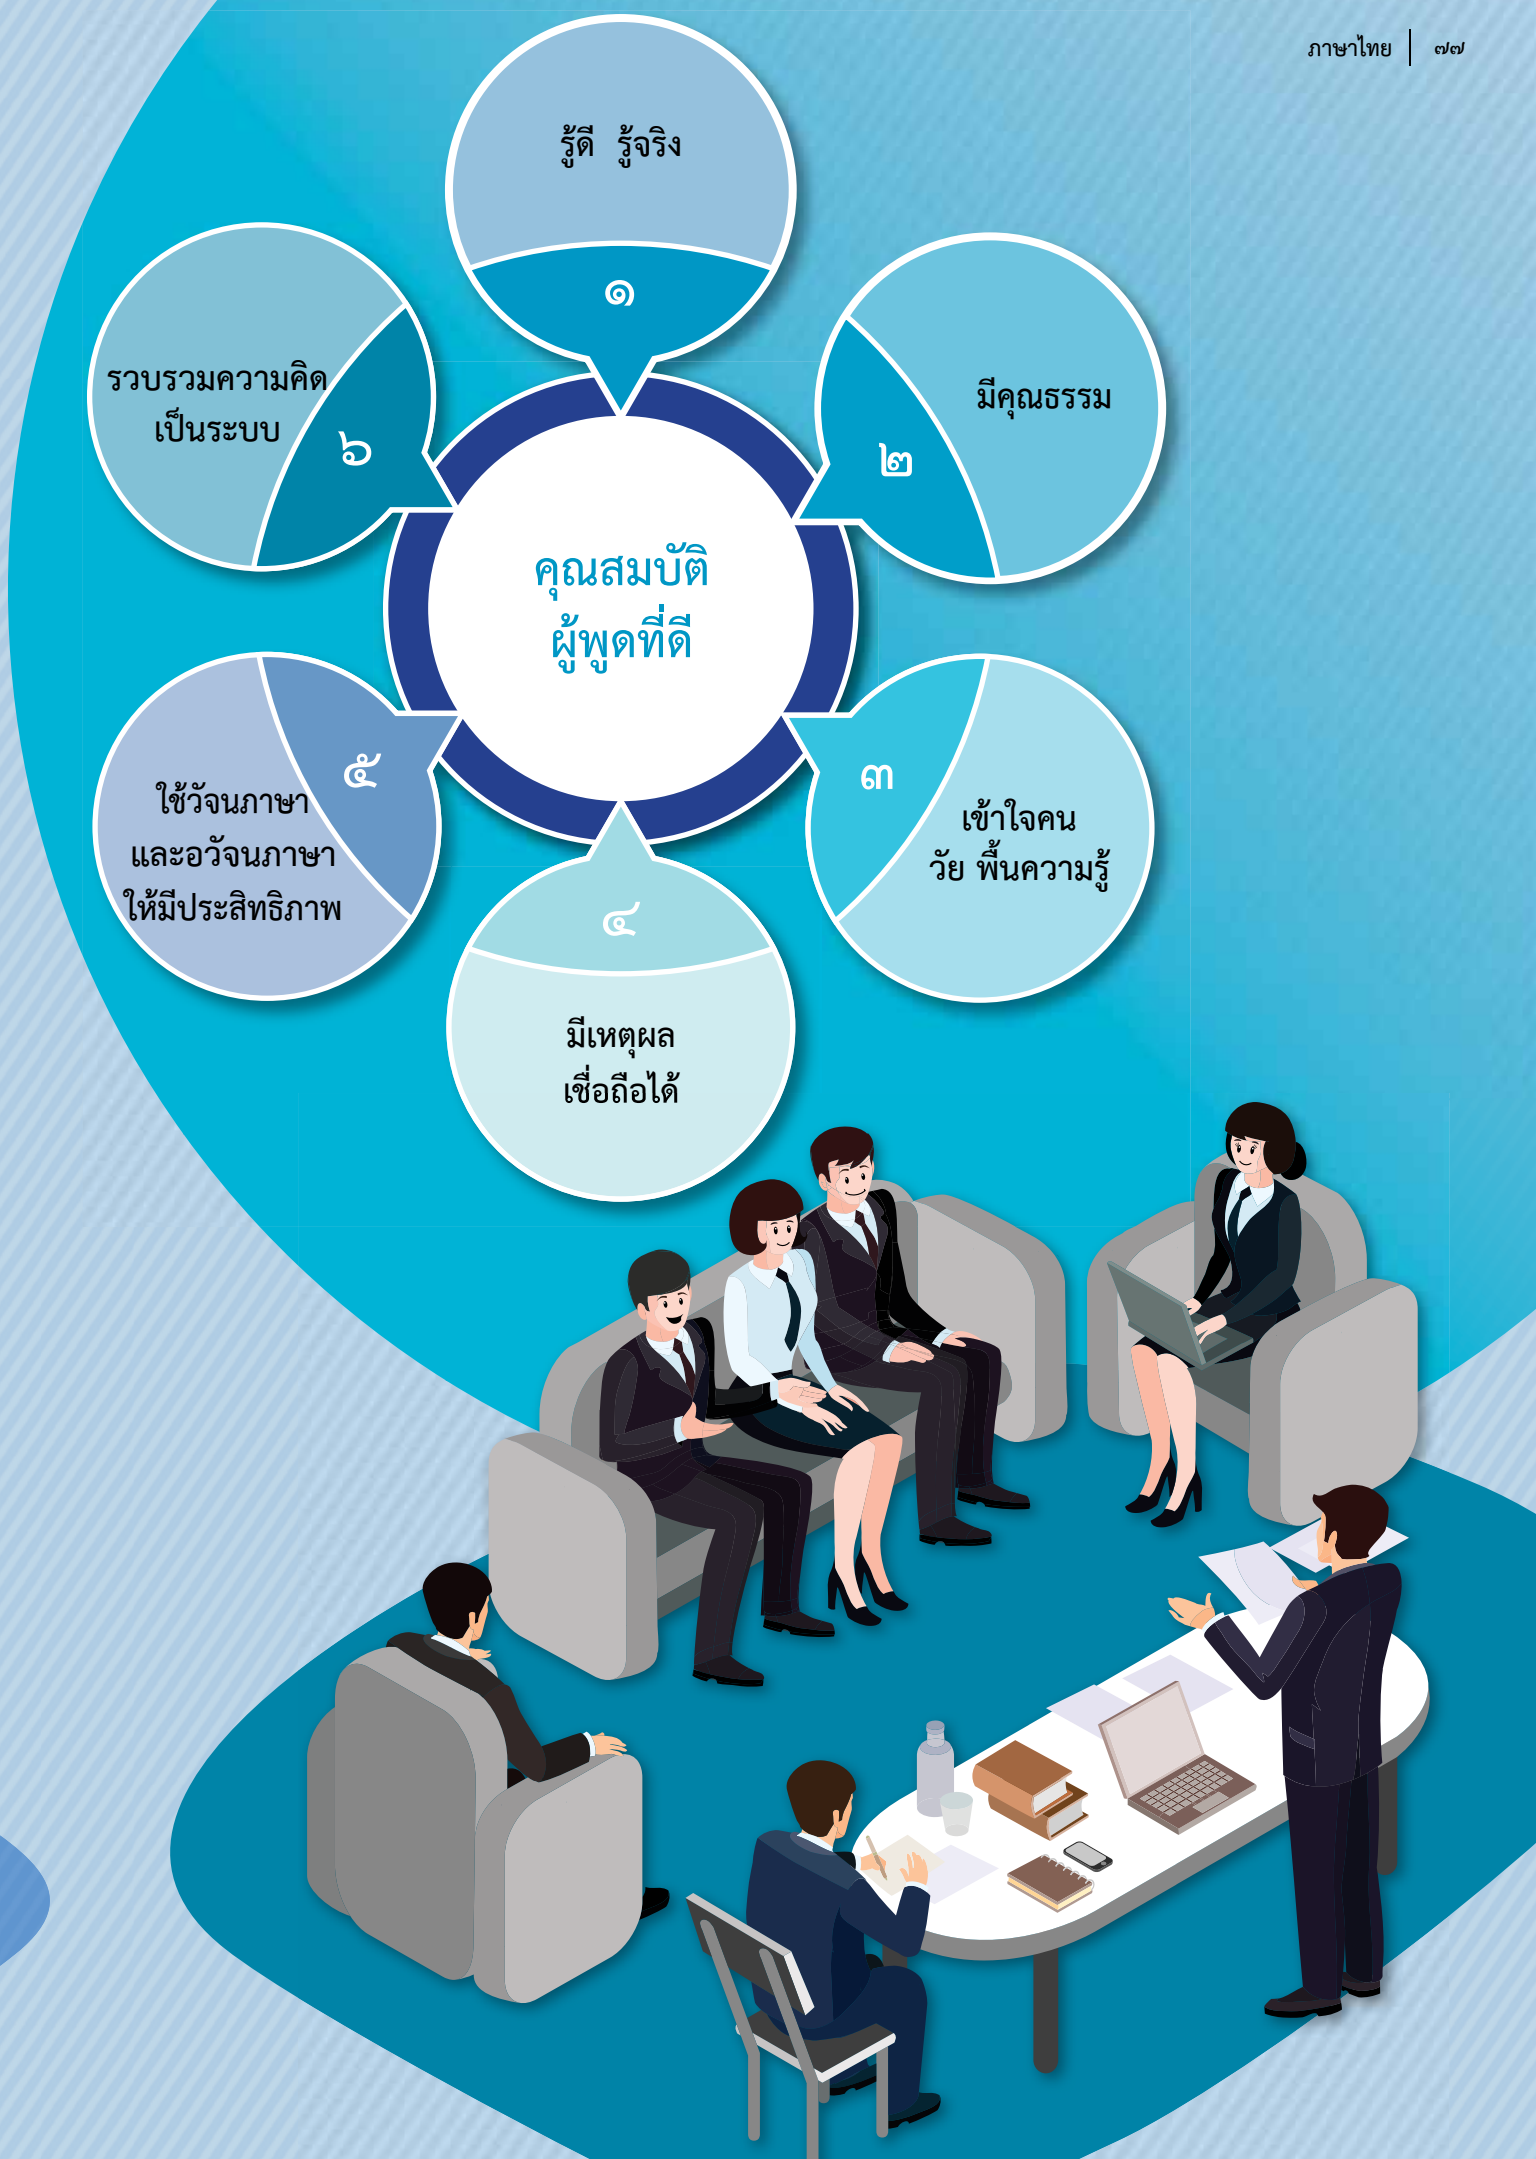 ภาษาไทย ๗๗
รู้ดี รู้จริง
๑
มีคุณธรรม
๒
คุณสมบัติ
ผู้พูดที่ดี
๓
เข้าใจคน
วัย พื้นความรู้
๔
มีเหตุผล
เชื่อถือได้
๕
ใช้วัจนภาษา
และอวัจนภาษา
ให้มีประสิทธิภาพ
รวบรวมความคิด
เป็นระบบ
๖